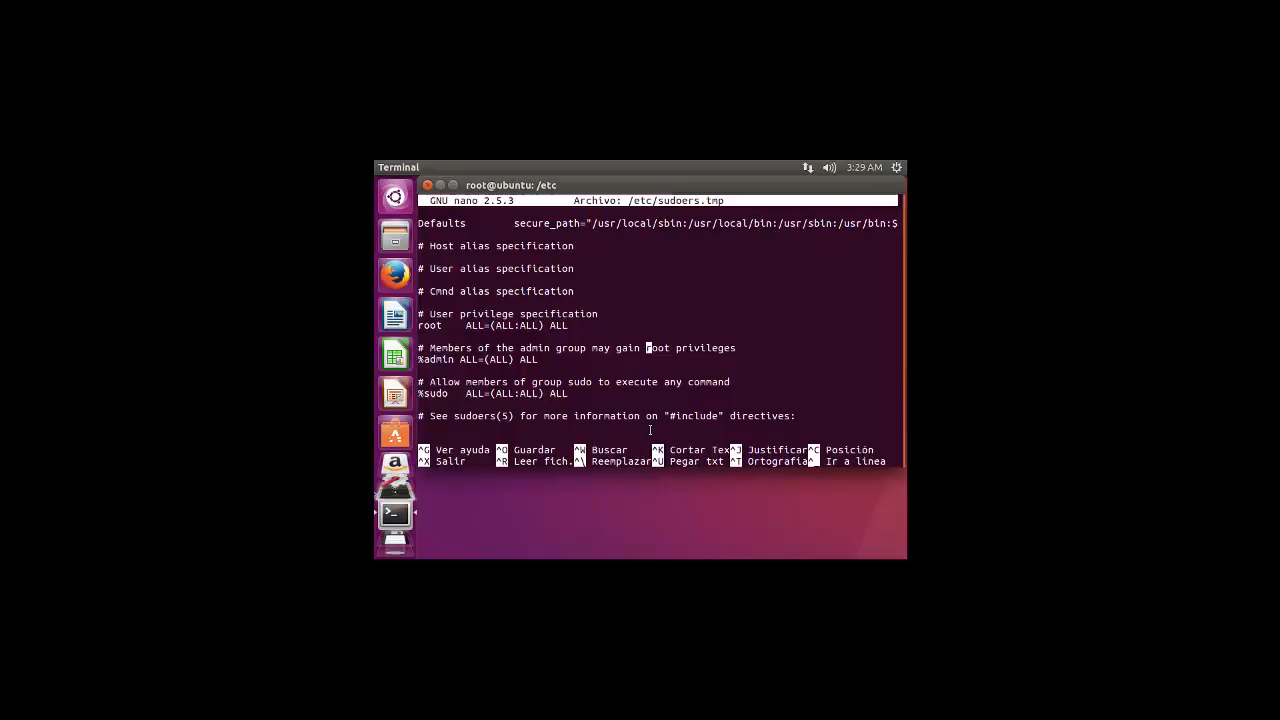 Terminal
3:29 AM
root@ubuntu: /etc
GNU nano 2.5.3 Archivo: /etc/sudoers.tmp
Defaults secure_path="/usr/local/sbin:/usr/local/bin:/usr/sbin:/usr/bin:$
# Host alias specification
# User alias specification
# Cmnd alias specification
# User privilege specification
root ALL=(ALL:ALL) ALL
# Members of the admin group may gain root privileges
%admin ALL=(ALL) ALL
# Allow members of group sudo to execute any command
%sudo ALL=(ALL:ALL) ALL
# See sudoers(5) for more information on "#include" directives:
^G Ver ayuda ^O Guardar ^W Buscar ^K Cortar Tex^J Justificar^C Posición
^X Salir ^R Leer fich.^\ Reemplazar^U Pegar txt ^T Ortografía^_ Ir a línea